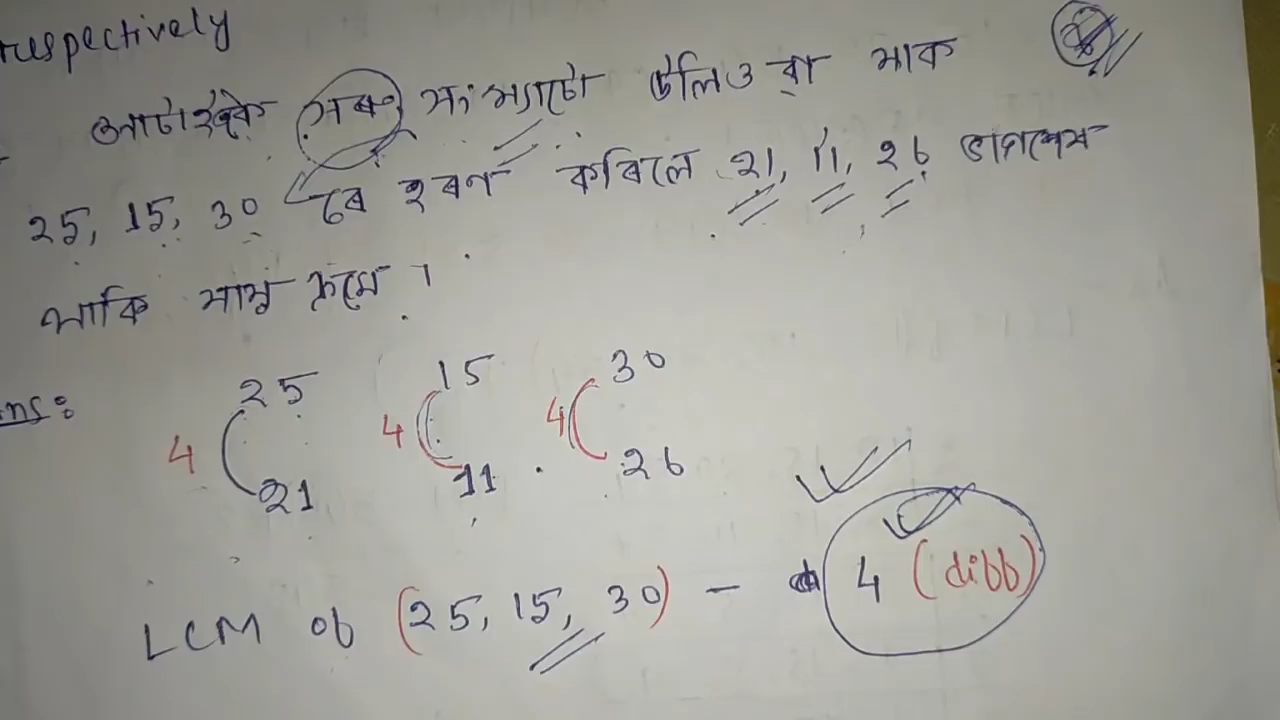 respectively
আটাইতকৈ সৰু সংখ্যাটো উলিওৱা যাক
25, 15, 30 ৰে হৰণ কৰিলে 21, 11, 26 ভাগশেষ
থাকি যায় ক্ৰমে ।
Ans:
25 15 30
4 4 4
21 11 26
LCM of (25, 15, 30) - 4 (diff)